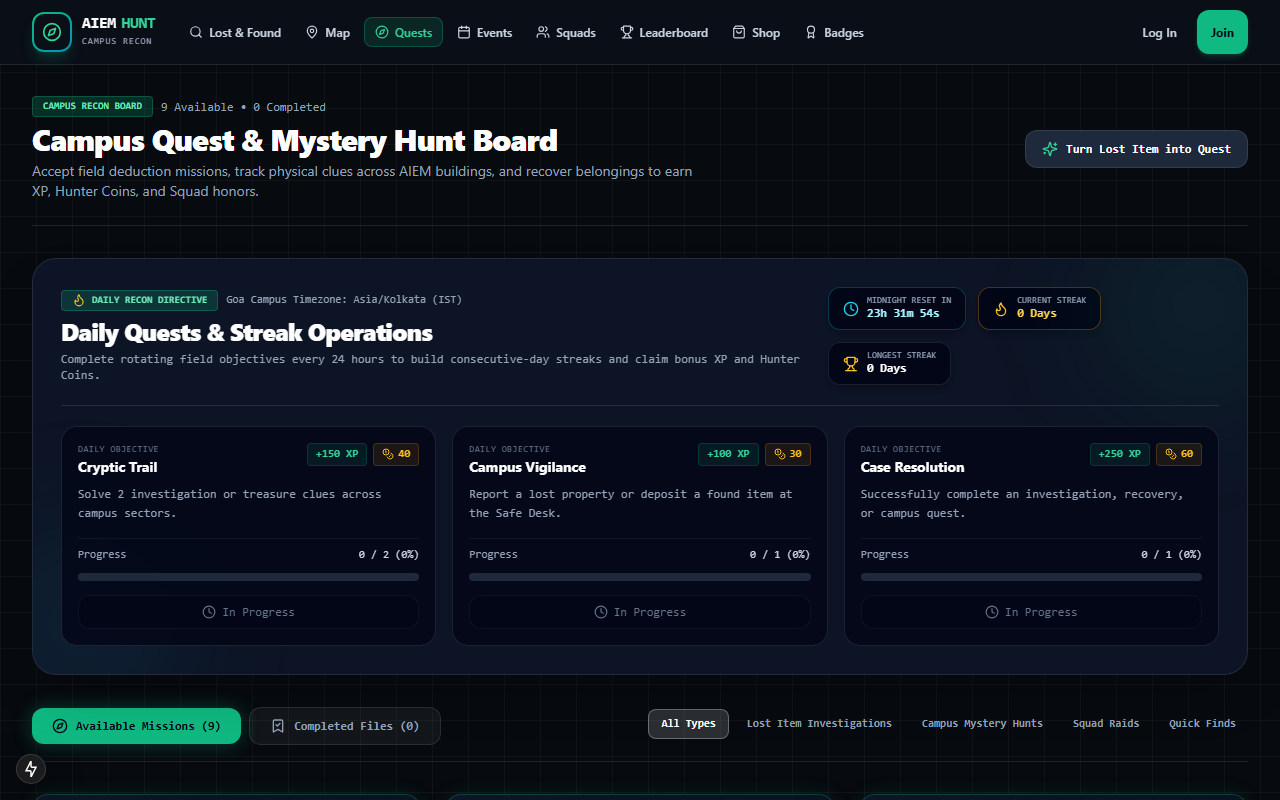 AIEM HUNT
CAMPUS RECON
Lost & Found
Map
Quests
Events
Squads
Leaderboard
Shop
Badges
Log In
Join
CAMPUS RECON BOARD
9 Available • 0 Completed
Campus Quest & Mystery Hunt Board
Accept field deduction missions, track physical clues across AIEM buildings, and recover belongings to earn
XP, Hunter Coins, and Squad honors.
Turn Lost Item into Quest
DAILY RECON DIRECTIVE
Goa Campus Timezone: Asia/Kolkata (IST)
Daily Quests & Streak Operations
Complete rotating field objectives every 24 hours to build consecutive-day streaks and claim bonus XP and Hunter
Coins.
MIDNIGHT RESET IN
23h 31m 54s
CURRENT STREAK
0 Days
LONGEST STREAK
0 Days
DAILY OBJECTIVE
Cryptic Trail
+150 XP
40
Solve 2 investigation or treasure clues across
campus sectors.
Progress
0 / 2 (0%)
In Progress
DAILY OBJECTIVE
Campus Vigilance
+100 XP
30
Report a lost property or deposit a found item at
the Safe Desk.
Progress
0 / 1 (0%)
In Progress
DAILY OBJECTIVE
Case Resolution
+250 XP
60
Successfully complete an investigation, recovery,
or campus quest.
Progress
0 / 1 (0%)
In Progress
Available Missions (9)
Completed Files (0)
All Types
Lost Item Investigations
Campus Mystery Hunts
Squad Raids
Quick Finds